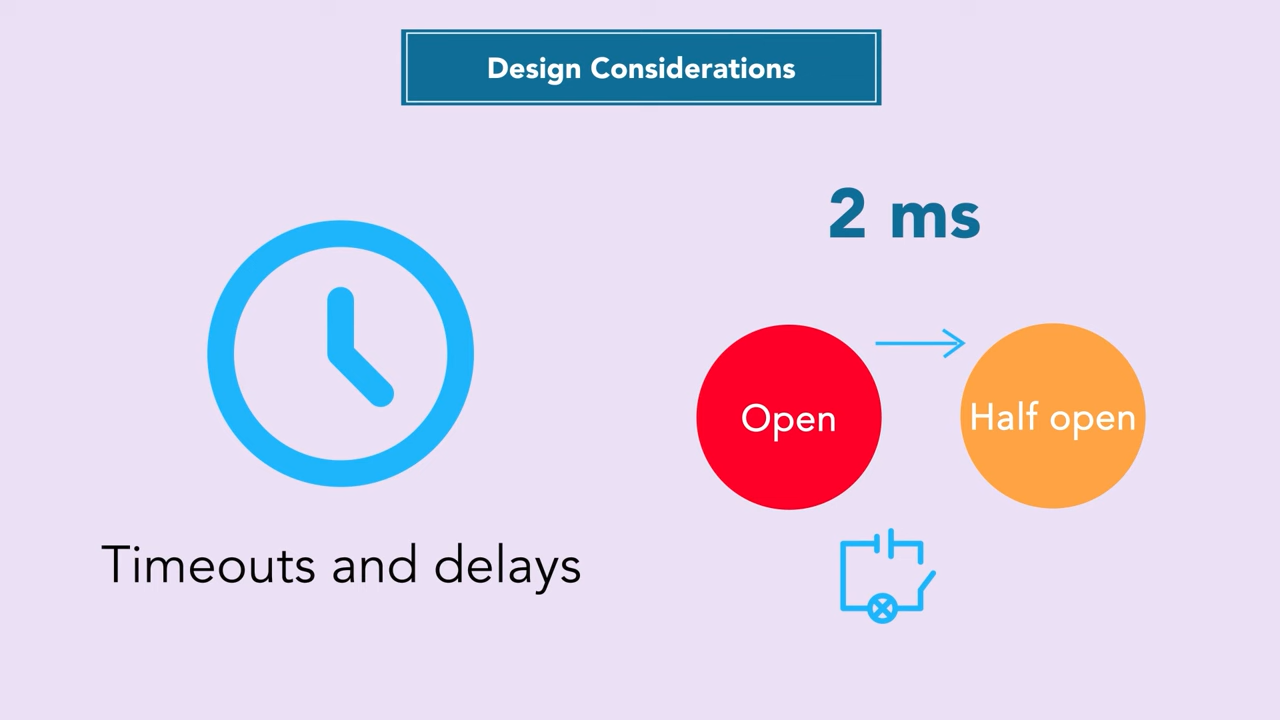 Design Considerations
2 ms
Open
Half open
Timeouts and delays